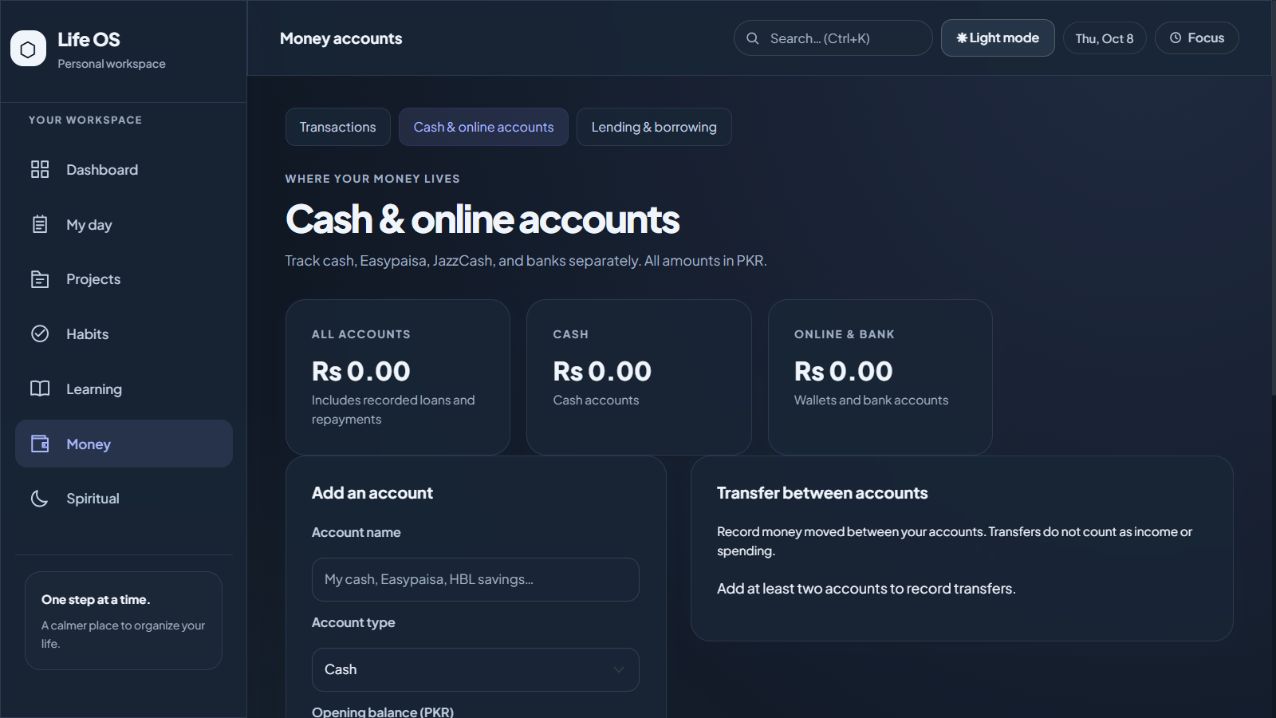 Life OS
Personal workspace
YOUR WORKSPACE
Dashboard
My day
Projects
Habits
Learning
Money
Spiritual
One step at a time.
A calmer place to organize your
life.
Money accounts
Search... (Ctrl+K)
Light mode
Thu, Oct 8
Focus
Transactions
Cash & online accounts
Lending & borrowing
WHERE YOUR MONEY LIVES
Cash & online accounts
Track cash, Easypaisa, JazzCash, and banks separately. All amounts in PKR.
ALL ACCOUNTS
Rs 0.00
Includes recorded loans and
repayments
CASH
Rs 0.00
Cash accounts
ONLINE & BANK
Rs 0.00
Wallets and bank accounts
Add an account
Account name
My cash, Easypaisa, HBL savings...
Account type
Cash
Opening balance (PKR)
Transfer between accounts
Record money moved between your accounts. Transfers do not count as income or
spending.
Add at least two accounts to record transfers.